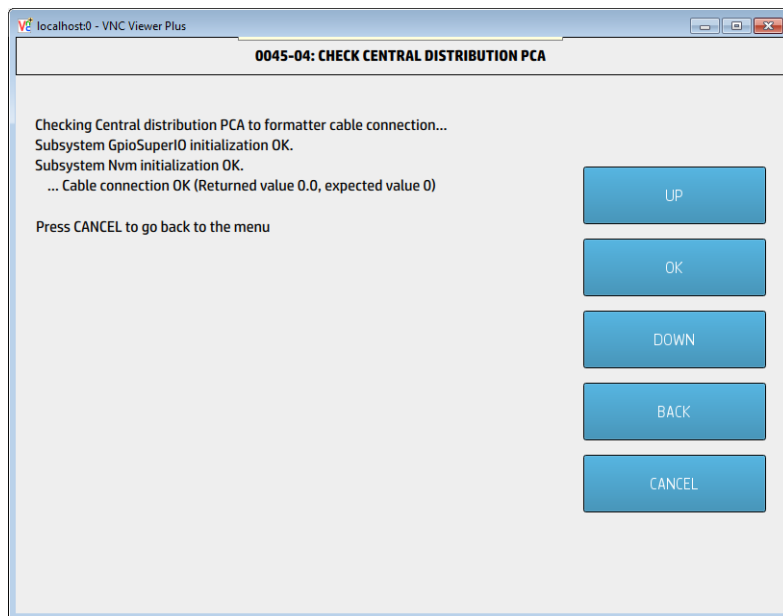 localhost:0 - VNC Viewer Plus
0045-04: CHECK CENTRAL DISTRIBUTION PCA
Checking Central distribution PCA to formatter cable connection...
Subsystem GpioSuperIO initialization OK.
Subsystem Nvm initialization OK.
... Cable connection OK (Returned value 0.0, expected value 0)
Press CANCEL to go back to the menu
UP
OK
DOWN
BACK
CANCEL